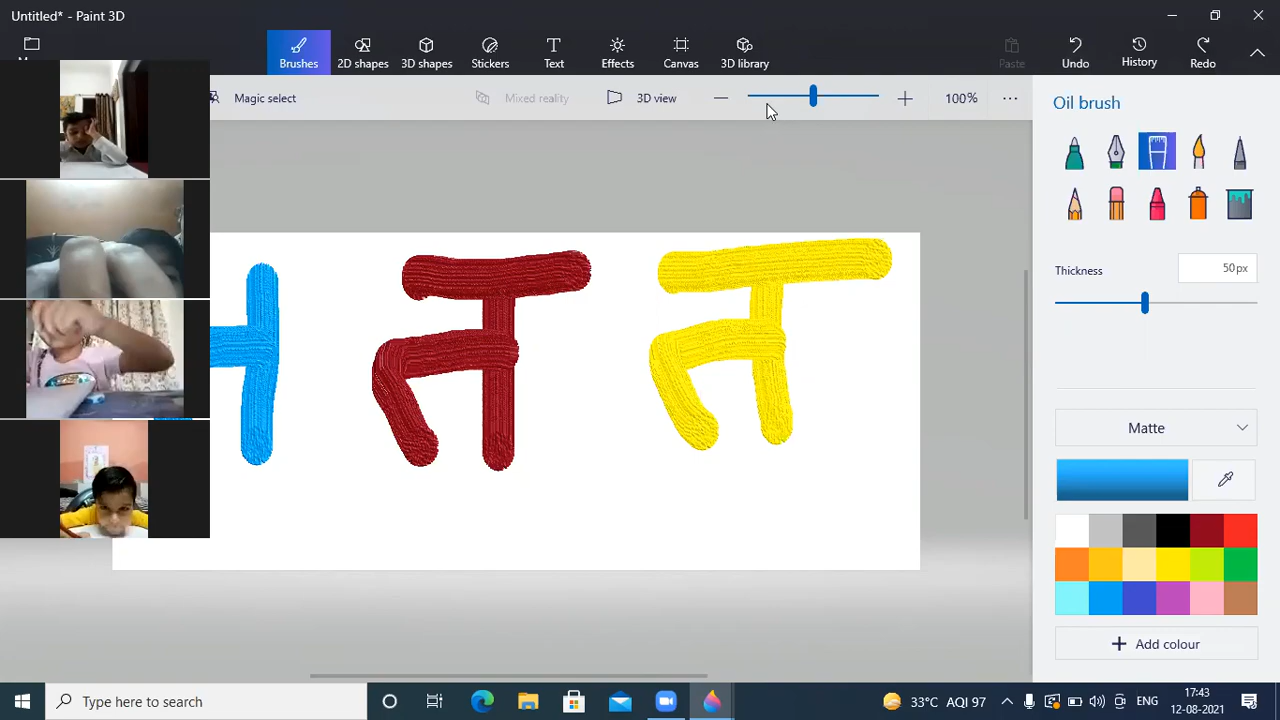 Untitled* - Paint 3D
Brushes
2D shapes
3D shapes
Stickers
Text
Effects
Canvas
3D library
Paste
Undo
History
Redo
Magic select
Mixed reality
3D view
100%
Oil brush
Thickness
50px
Matte
Add colour
त
त
Type here to search
33°C AQI 97
ENG
17:43
12-08-2021